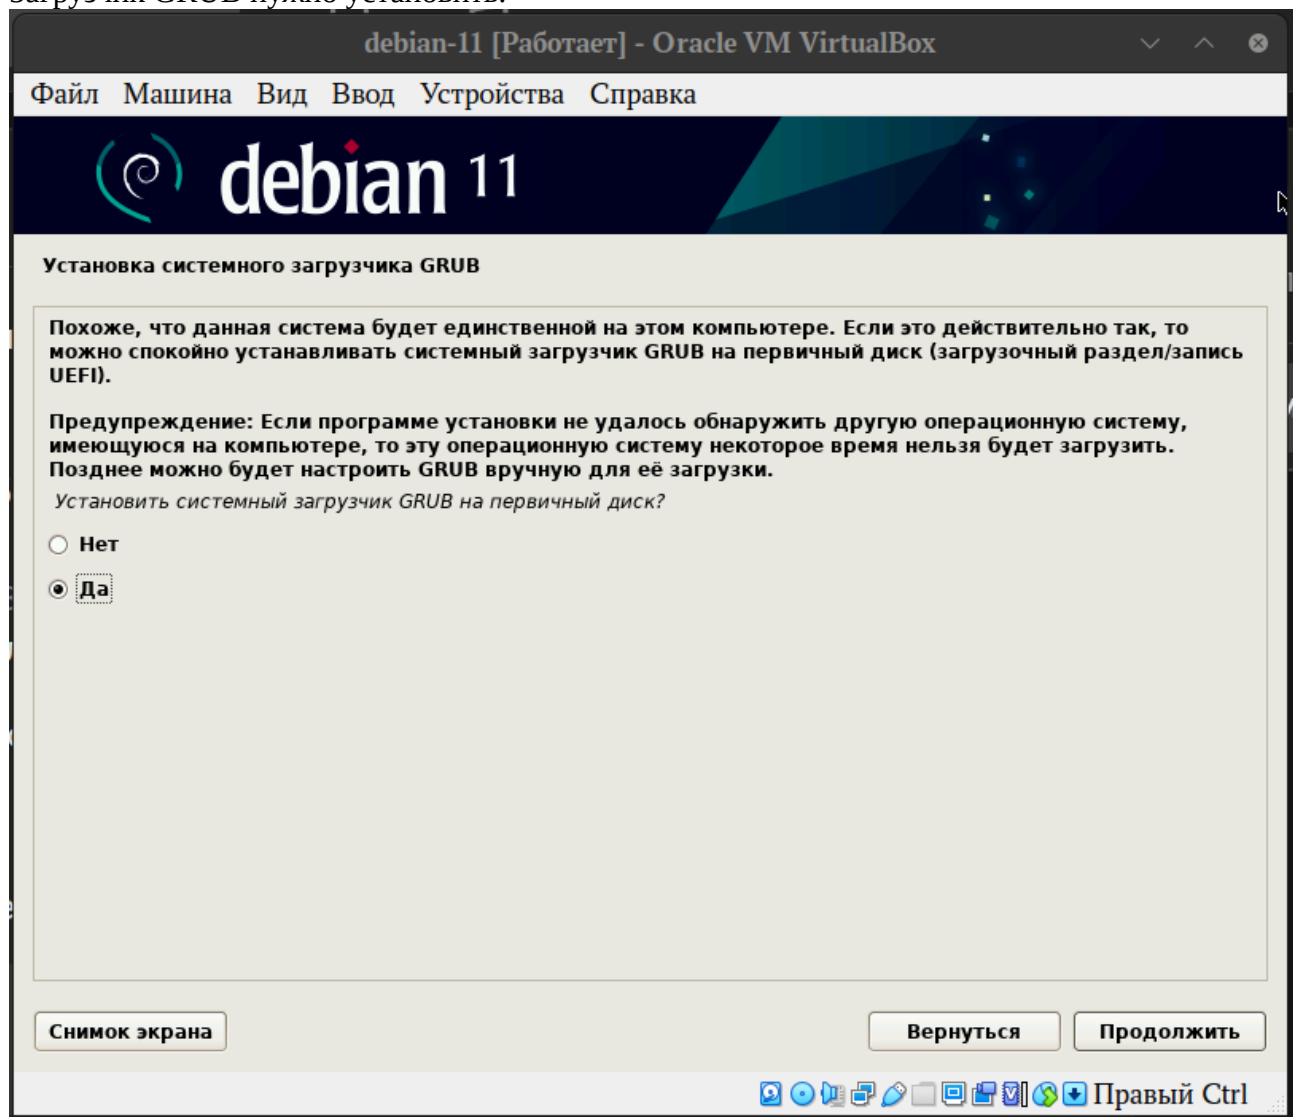 Загрузчик GRUB нужно установить.
debian-11 [Работает] - Oracle VM VirtualBox
Файл Машина Вид Ввод Устройства Справка
debian 11
Установка системного загрузчика GRUB
Похоже, что данная система будет единственной на этом компьютере. Если это действительно так, то
можно спокойно устанавливать системный загрузчик GRUB на первичный диск (загрузочный раздел/запись
UEFI).
Предупреждение: Если программе установки не удалось обнаружить другую операционную систему,
имеющуюся на компьютере, то эту операционную систему некоторое время нельзя будет загрузить.
Позднее можно будет настроить GRUB вручную для её загрузки.
Установить системный загрузчик GRUB на первичный диск?
Нет
Да
Снимок экрана
Вернуться
Продолжить
Правый Ctrl